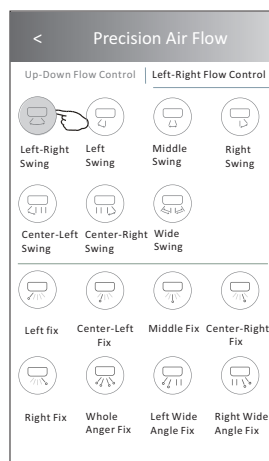 < Precision Air Flow
Up-Down Flow Control Left-Right Flow Control
Left-Right Swing
Left Swing
Middle Swing
Right Swing
Center-Left Swing
Center-Right Swing
Wide Swing
Left fix
Center-Left Fix
Middle Fix
Center-Right Fix
Right Fix
Whole Anger Fix
Left Wide Angle Fix
Right Wide Angle Fix